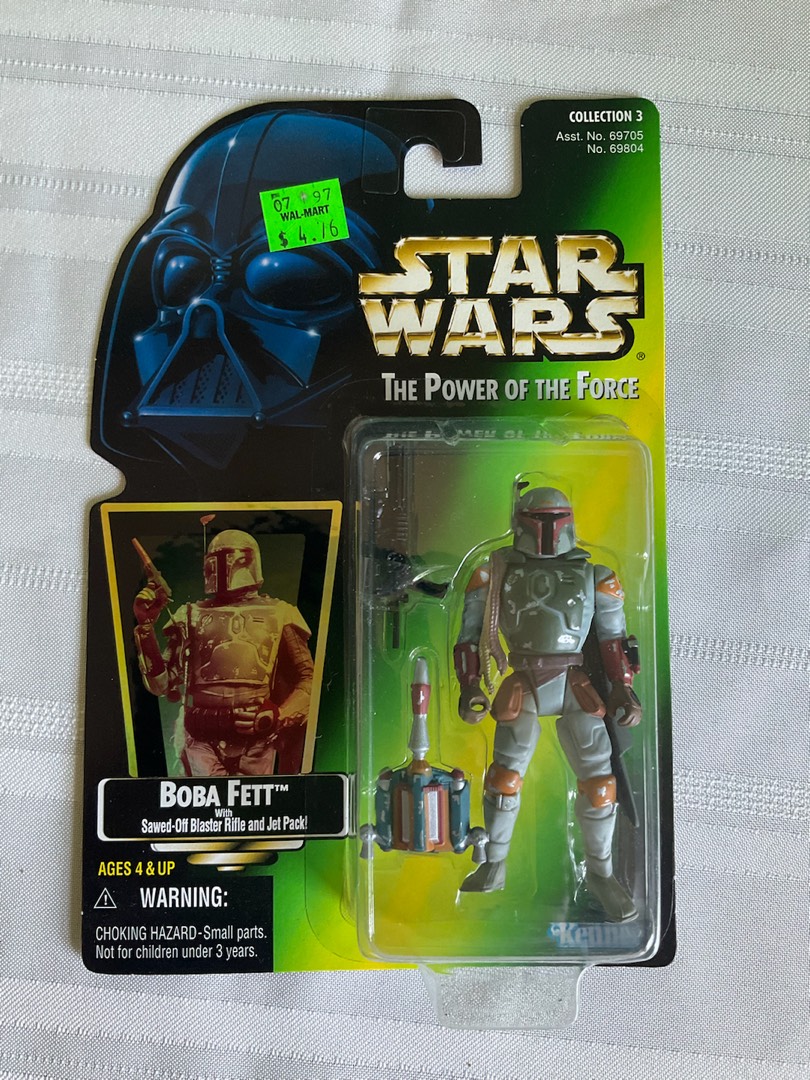 COLLECTION 3
Asst. No. 69705
No. 69804
07 97
WAL-MART
$ 4.76
STAR
WARS®
THE POWER OF THE FORCE
BOBA FETT™
With
Sawed-Off Blaster Rifle and Jet Pack!
AGES 4 & UP
⚠ WARNING:
CHOKING HAZARD-Small parts.
Not for children under 3 years.
Kenner